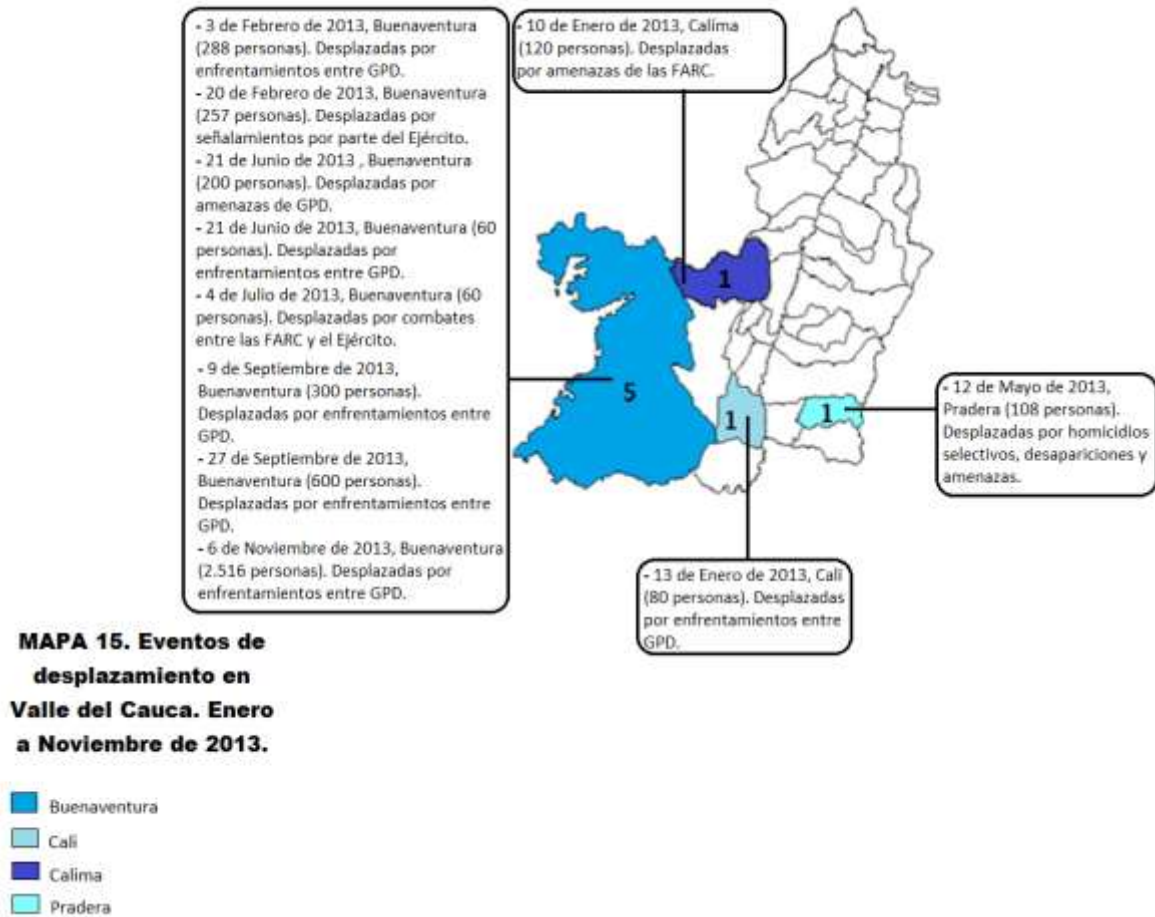 - 3 de Febrero de 2013, Buenaventura
(288 personas). Desplazadas por
enfrentamientos entre GPD.
- 20 de Febrero de 2013, Buenaventura
(257 personas). Desplazadas por
señalamientos por parte del Ejército.
- 21 de Junio de 2013 , Buenaventura
(200 personas). Desplazadas por
amenazas de GPD.
- 21 de Junio de 2013, Buenaventura (60
personas). Desplazadas por
enfrentamientos entre GPD.
- 4 de Julio de 2013, Buenaventura (60
personas). Desplazadas por combates
entre las FARC y el Ejército.
- 9 de Septiembre de 2013,
Buenaventura (300 personas).
Desplazadas por enfrentamientos entre
GPD.
- 27 de Septiembre de 2013,
Buenaventura (600 personas).
Desplazadas por enfrentamientos entre
GPD.
- 6 de Noviembre de 2013, Buenaventura
(2.516 personas). Desplazadas por
enfrentamientos entre GPD.
- 10 de Enero de 2013, Calima
(120 personas). Desplazadas
por amenazas de las FARC.
1
5
1
1
- 12 de Mayo de 2013,
Pradera (108 personas).
Desplazadas por homicidios
selectivos, desapariciones y
amenazas.
- 13 de Enero de 2013, Cali
(80 personas). Desplazadas
por enfrentamientos entre
GPD.
MAPA 15. Eventos de
desplazamiento en
Valle del Cauca. Enero
a Noviembre de 2013.
Buenaventura
Cali
Calima
Pradera